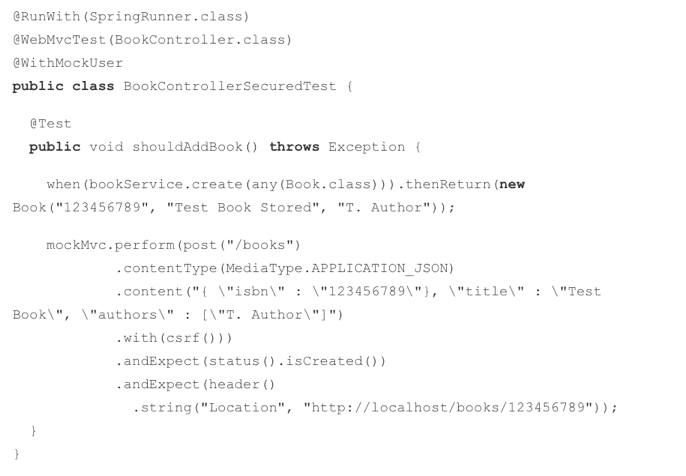 @RunWith(SpringRunner.class)
@WebMvcTest(BookController.class)
@WithMockUser
public class BookControllerSecuredTest {
@Test
public void shouldAddBook() throws Exception {
when(bookService.create(any(Book.class))).thenReturn(new
Book("123456789", "Test Book Stored", "T. Author"));
mockMvc.perform(post("/books")
.contentType(MediaType.APPLICATION_JSON)
.content("{ \"isbn\" : \"123456789\"}, \"title\" : \"Test
Book\", \"authors\" : [\"T. Author\"]")
.with(csrf()))
.andExpect(status().isCreated())
.andExpect(header()
.string("Location", "http://localhost/books/123456789"));
}
}